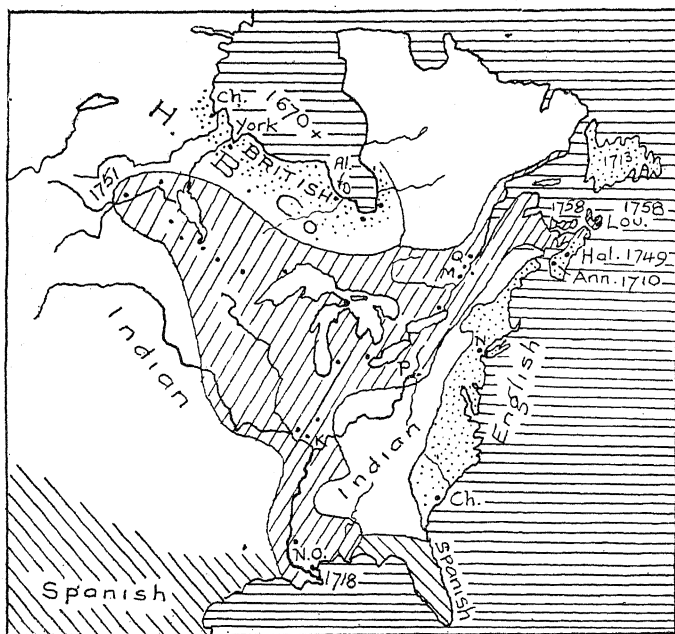 Ch.
1670
H.
York
B
BRITISH
Al.
1713
A
1751
C
O.
1758
1758
Lou.
Q
M
Hal. 1749
Ann. 1710
Indian
P
N
English
K
Indian
Ch.
N.O.
1718
Spanish
Spanish